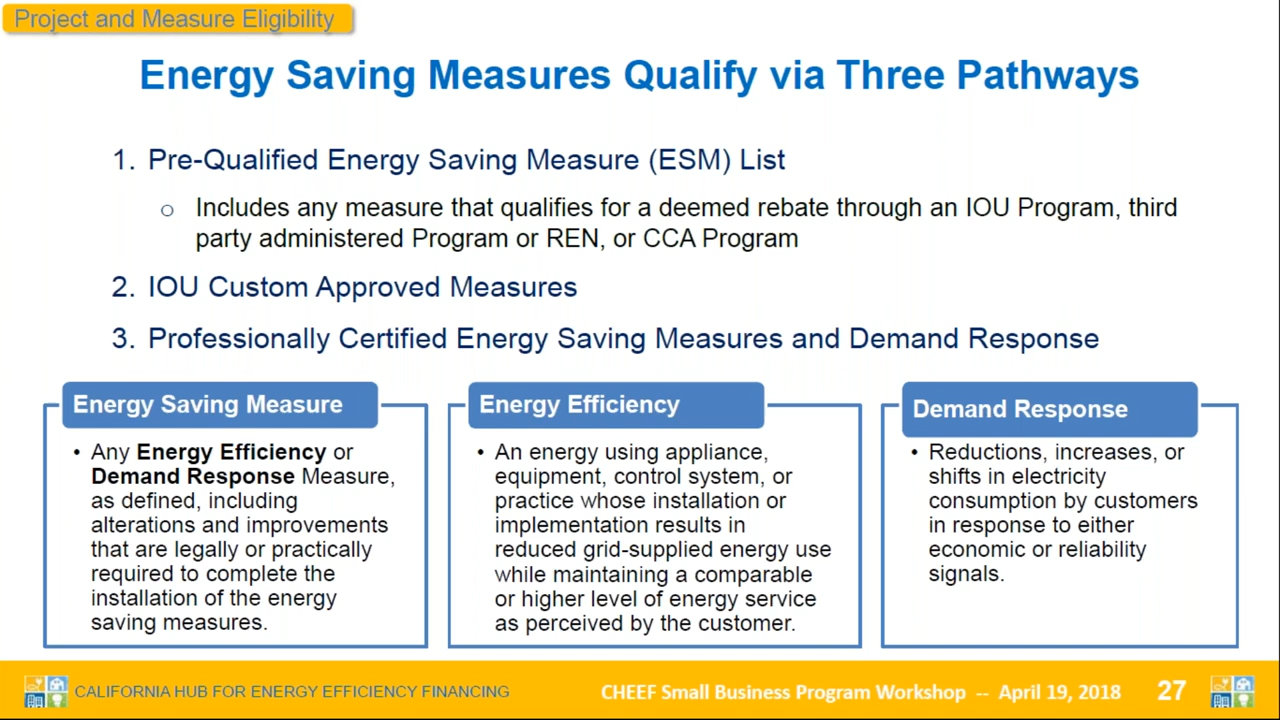 Project and Measure Eligibility
Energy Saving Measures Qualify via Three Pathways
1. Pre-Qualified Energy Saving Measure (ESM) List
o Includes any measure that qualifies for a deemed rebate through an IOU Program, third
party administered Program or REN, or CCA Program
2. IOU Custom Approved Measures
3. Professionally Certified Energy Saving Measures and Demand Response
Energy Saving Measure
• Any Energy Efficiency or
Demand Response Measure,
as defined, including
alterations and improvements
that are legally or practically
required to complete the
installation of the energy
saving measures.
Energy Efficiency
• An energy using appliance,
equipment, control system, or
practice whose installation or
implementation results in
reduced grid-supplied energy use
while maintaining a comparable
or higher level of energy service
as perceived by the customer.
Demand Response
• Reductions, increases, or
shifts in electricity
consumption by customers
in response to either
economic or reliability
signals.
CALIFORNIA HUB FOR ENERGY EFFICIENCY FINANCING
CHEEF Small Business Program Workshop -- April 19, 2018
27